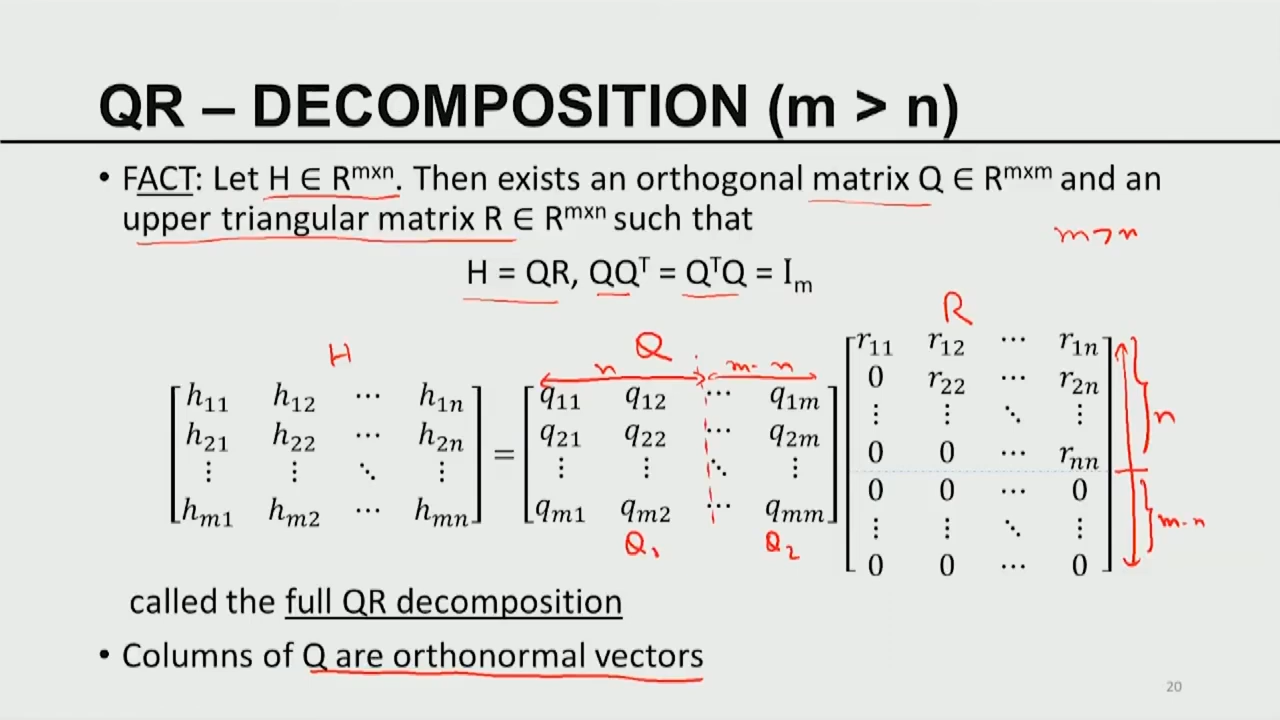 QR – DECOMPOSITION (m > n)
• FACT: Let H ∈ Rᵐˣⁿ. Then exists an orthogonal matrix Q ∈ Rᵐˣᵐ and an
upper triangular matrix R ∈ Rᵐˣⁿ such that
m > n
H = QR, QQᵀ = QᵀQ = Iₘ
H
Q
R
n m-n
[h₁₁ h₁₂ ⋯ h₁ₙ] [q₁₁ q₁₂ ⋯ q₁ₘ] [r₁₁ r₁₂ ⋯ r₁ₙ]
[h₂₁ h₂₂ ⋯ h₂ₙ] = [q₂₁ q₂₂ ⋯ q₂ₘ] [0 r₂₂ ⋯ r₂ₙ]
[⋮ ⋮ ⋱ ⋮] [⋮ ⋮ ⋱ ⋮] [⋮ ⋮ ⋱ ⋮] n
[hₘ₁ hₘ₂ ⋯ hₘₙ] [qₘ₁ qₘ₂ ⋯ qₘₘ] [0 0 ⋯ rₙₙ]
[0 0 ⋯ 0]
[⋮ ⋮ ⋱ ⋮] m-n
[0 0 ⋯ 0]
Q₁ Q₂
called the full QR decomposition
• Columns of Q are orthonormal vectors
20